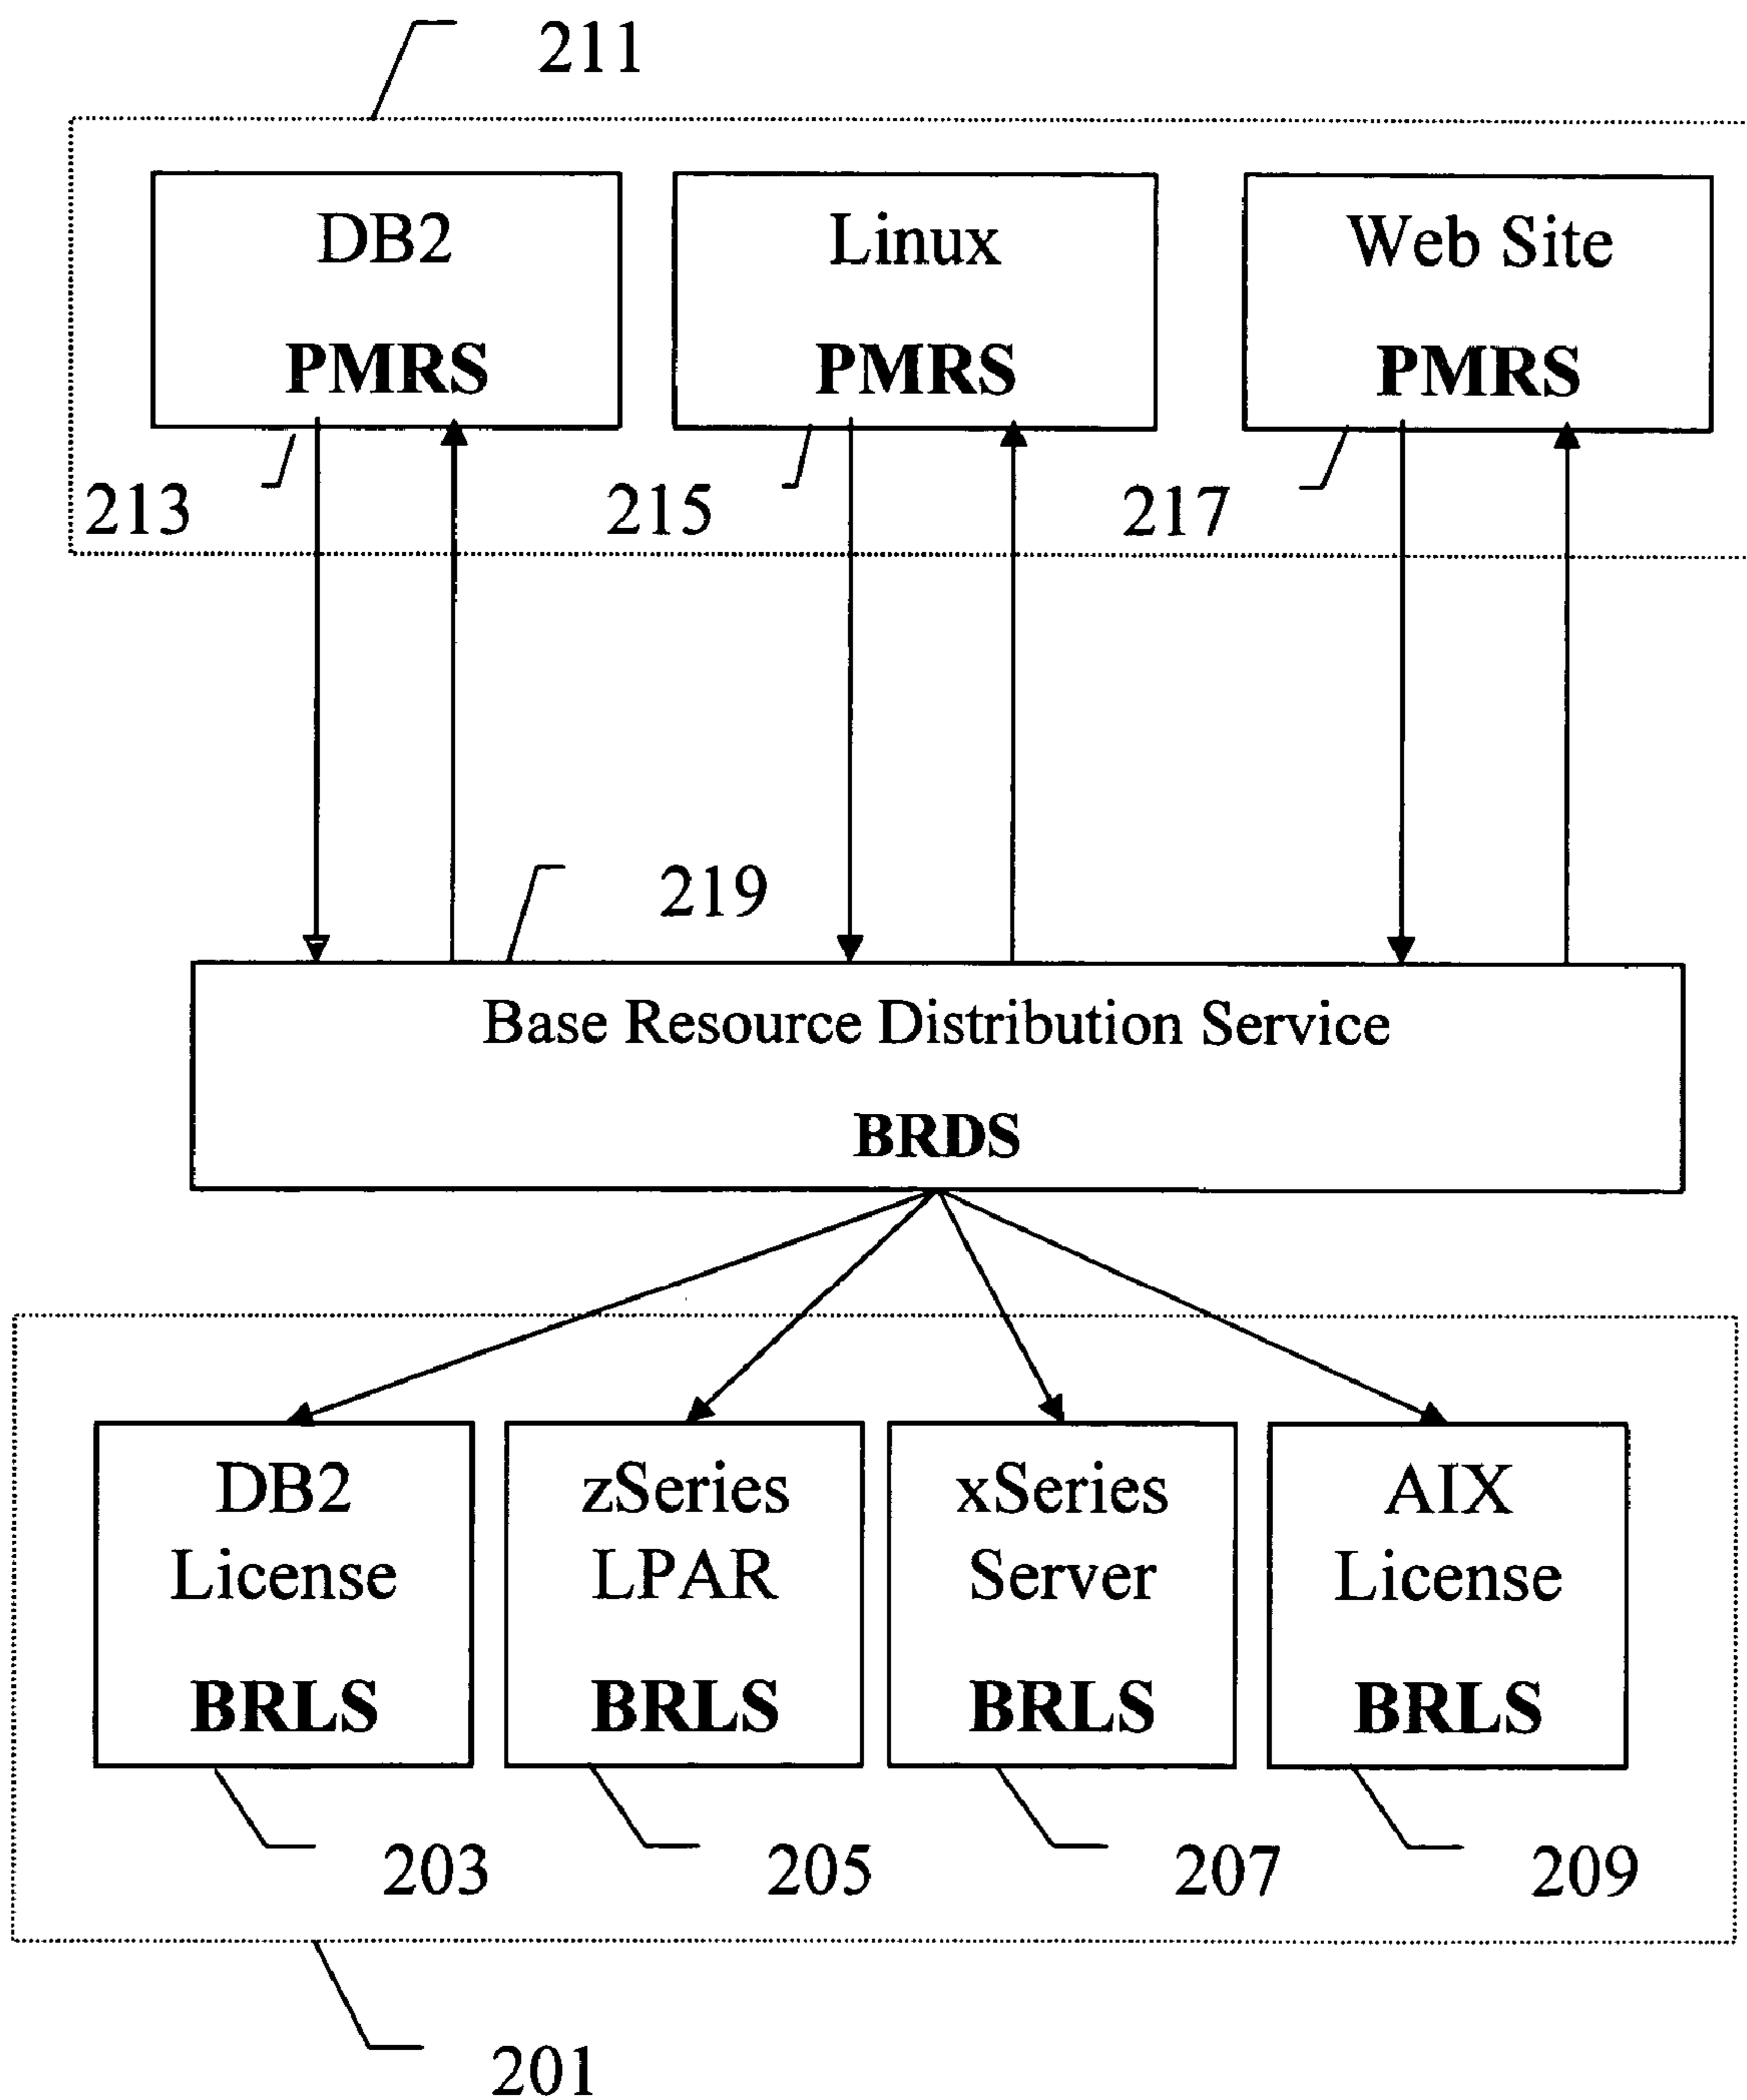 211
DB2
PMRS
Linux
PMRS
Web Site
PMRS
213
215
217
219
Base Resource Distribution Service
BRDS
DB2
License
BRLS
zSeries
LPAR
BRLS
xSeries
Server
BRLS
AIX
License
BRLS
203
205
207
209
201